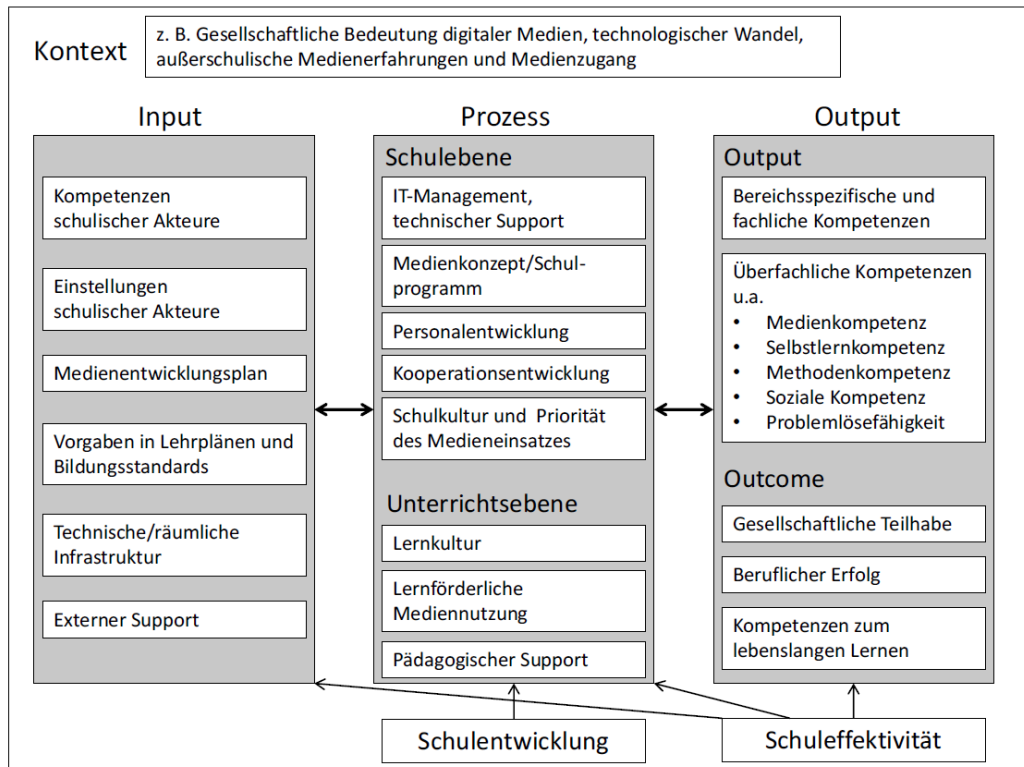 Kontext
z. B. Gesellschaftliche Bedeutung digitaler Medien, technologischer Wandel,
außerschulische Medienerfahrungen und Medienzugang
Input
Kompetenzen
schulischer Akteure
Einstellungen
schulischer Akteure
Medienentwicklungsplan
Vorgaben in Lehrplänen und
Bildungsstandards
Technische/räumliche
Infrastruktur
Externer Support
Prozess
Schulebene
IT-Management,
technischer Support
Medienkonzept/Schul-
programm
Personalentwicklung
Kooperationsentwicklung
Schulkultur und Priorität
des Medieneinsatzes
Unterrichtsebene
Lernkultur
Lernförderliche
Mediennutzung
Pädagogischer Support
Output
Output
Bereichsspezifische und
fachliche Kompetenzen
Überfachliche Kompetenzen
u.a.
• Medienkompetenz
• Selbstlernkompetenz
• Methodenkompetenz
• Soziale Kompetenz
• Problemlösefähigkeit
Outcome
Gesellschaftliche Teilhabe
Beruflicher Erfolg
Kompetenzen zum
lebenslangen Lernen
Schulentwicklung
Schuleffektivität